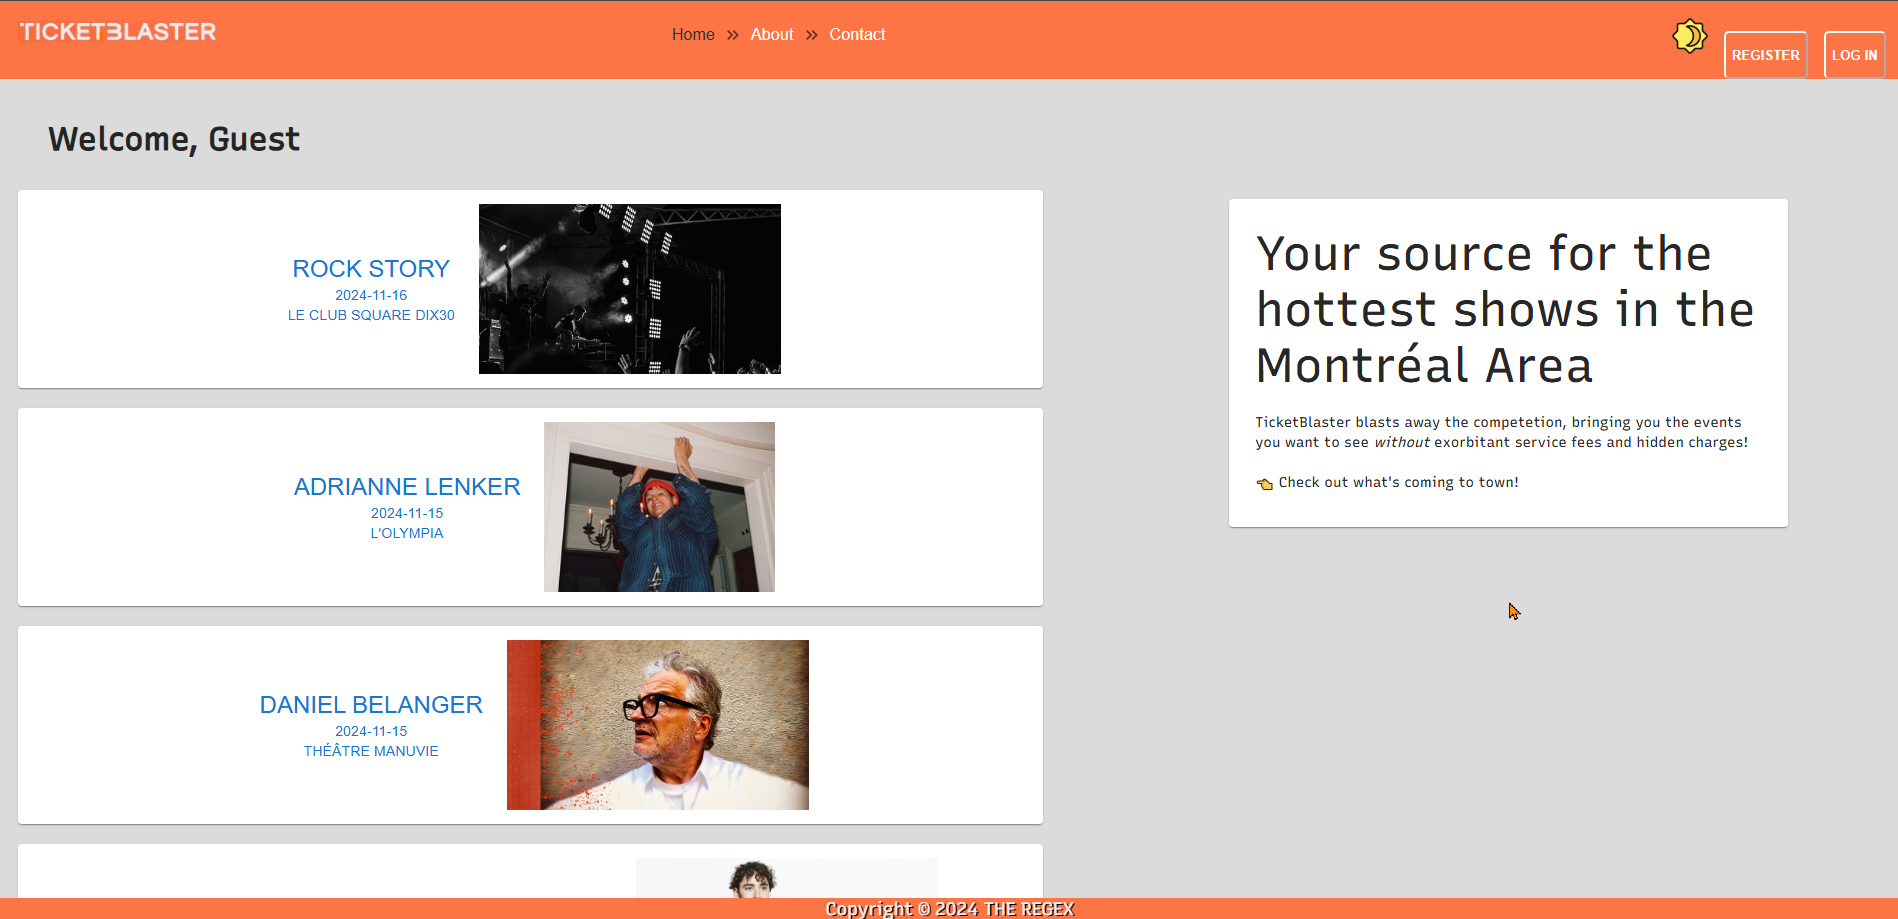 TICKETBLASTER
Home » About » Contact
REGISTER
LOG IN
Welcome, Guest
ROCK STORY
2024-11-16
LE CLUB SQUARE DIX30
ADRIANNE LENKER
2024-11-15
L'OLYMPIA
DANIEL BELANGER
2024-11-15
THÉÂTRE MANUVIE
Your source for the
hottest shows in the
Montréal Area
TicketBlaster blasts away the competetion, bringing you the events
you want to see without exorbitant service fees and hidden charges!
👈 Check out what's coming to town!
Copyright © 2024 THE REGEX